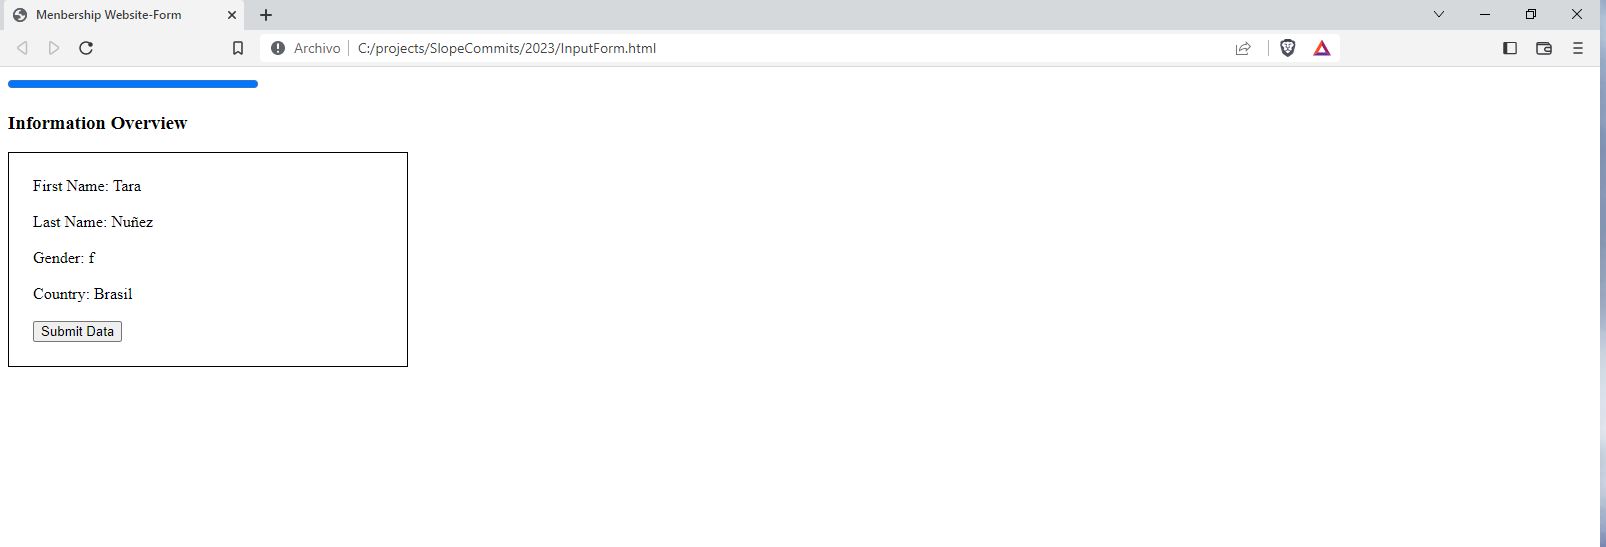 Menbership Website-Form
Archivo C:/projects/SlopeCommits/2023/InputForm.html
Information Overview
First Name: Tara
Last Name: Nuñez
Gender: f
Country: Brasil
Submit Data